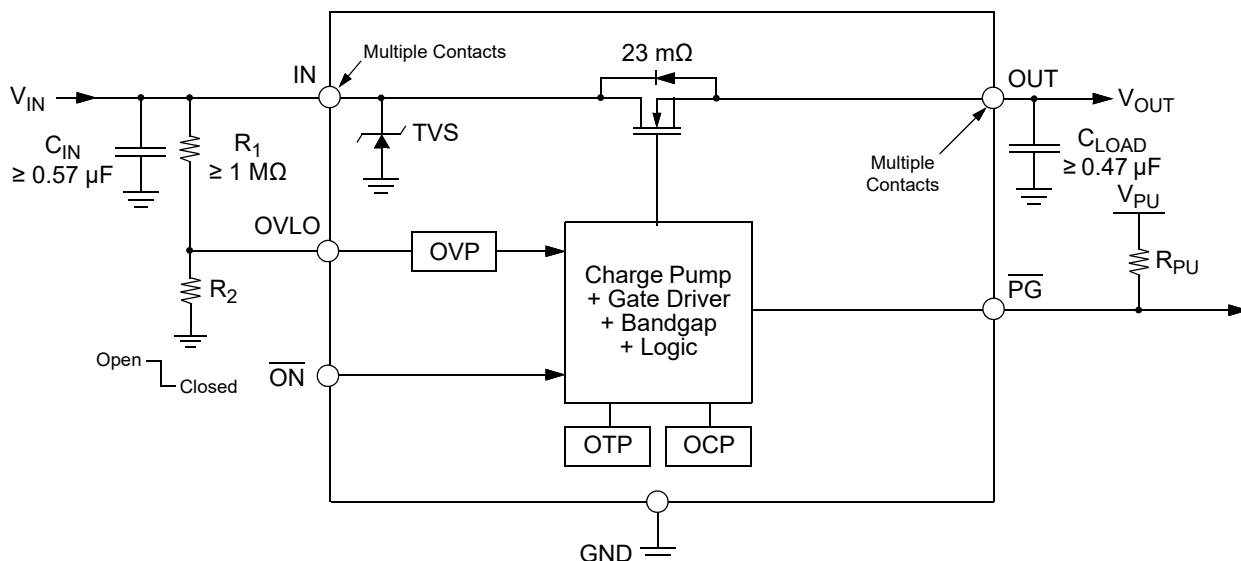 Multiple Contacts
23 mΩ
IN
OUT
V_IN
V_OUT
TVS
C_IN
≥ 0.57 µF
R_1
≥ 1 MΩ
Multiple
Contacts
C_LOAD
≥ 0.47 µF
V_PU
OVLO
OVP
R_PU
Charge Pump
+ Gate Driver
+ Bandgap
+ Logic
R_2
P̅G̅
Open
Closed
O̅N̅
OTP
OCP
GND